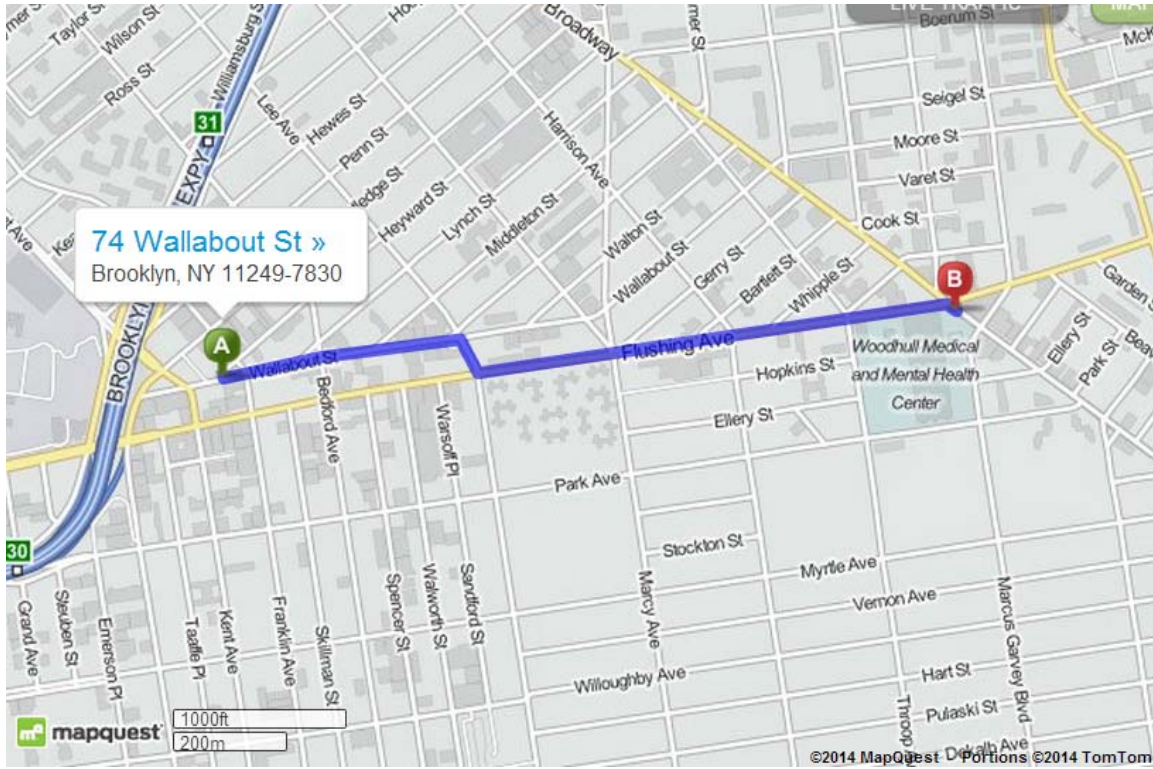 LIVE TRAFFIC
Boerum St
Taylor St
Wilson St
Ross St
Williamsburg St
Broadway
31
Lee Ave
Hewes St
Penn St
Harrison Ave
Seigel St
Moore St
Varet St
Cook St
Heyward St
Lynch St
Middleton St
Walton St
Wallabout St
Gerry St
Bartlett St
Whipple St
74 Wallabout St »
Brooklyn, NY 11249-7830
EXPY
BROOKLY
A
B
Wallabout St
Flushing Ave
Garden St
Ellery St
Park St
Woodhull Medical
and Mental Health
Center
Hopkins St
Ellery St
Bedford Ave
Warsoff Pl
Park Ave
Stockton St
30
Grand Ave
Steuben St
Emerson Pl
Taaffe Pl
Kent Ave
Franklin Ave
Skillman St
Spencer St
Walworth St
Sandford St
Marcy Ave
Myrtle Ave
Vernon Ave
Marcus Garvey Blvd
Willoughby Ave
Hart St
Pulaski St
Dekalb Ave
mapquest
1000ft
200m
©2014 MapQuest Portions ©2014 TomTom